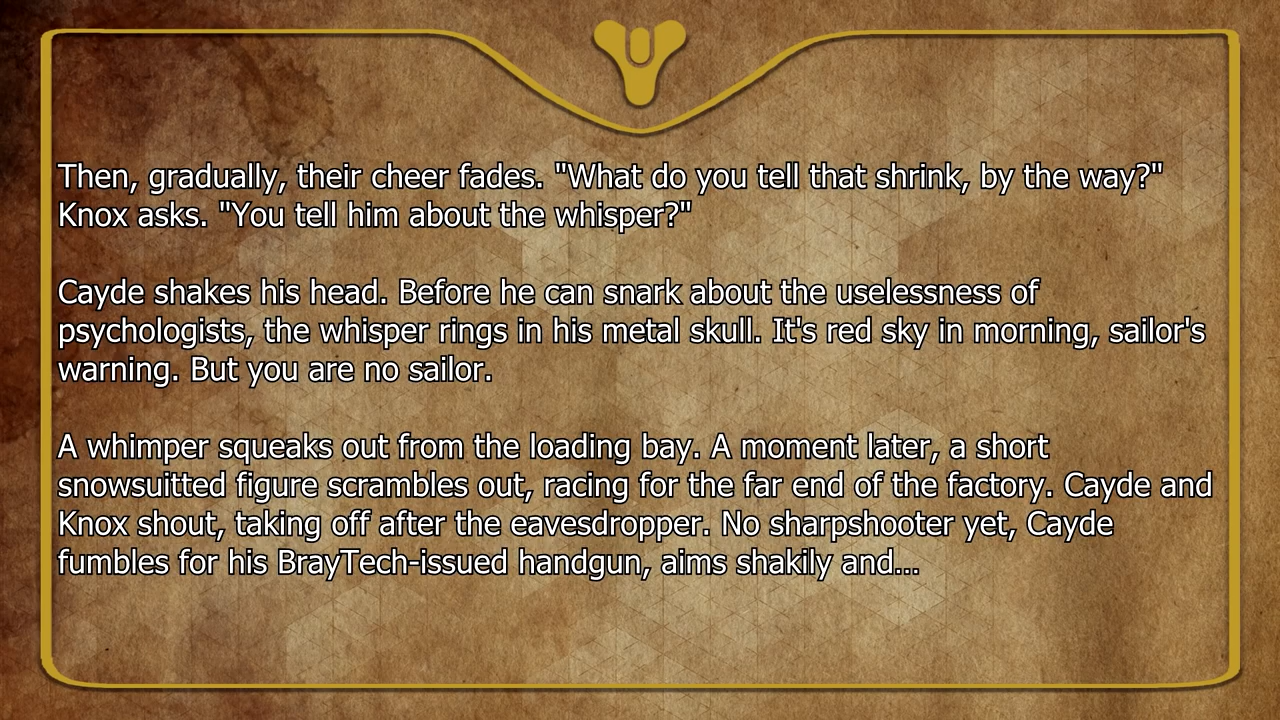 Then, gradually, their cheer fades. "What do you tell that shrink, by the way?"
Knox asks. "You tell him about the whisper?"
Cayde shakes his head. Before he can snark about the uselessness of
psychologists, the whisper rings in his metal skull. It's red sky in morning, sailor's
warning. But you are no sailor.
A whimper squeaks out from the loading bay. A moment later, a short
snowsuitted figure scrambles out, racing for the far end of the factory. Cayde and
Knox shout, taking off after the eavesdropper. No sharpshooter yet, Cayde
fumbles for his BrayTech-issued handgun, aims shakily and...